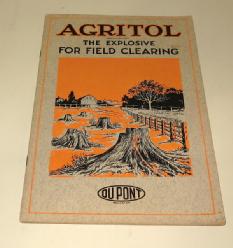 AGRITOL
THE EXPLOSIVE
FOR FIELD CLEARING
DU PONT